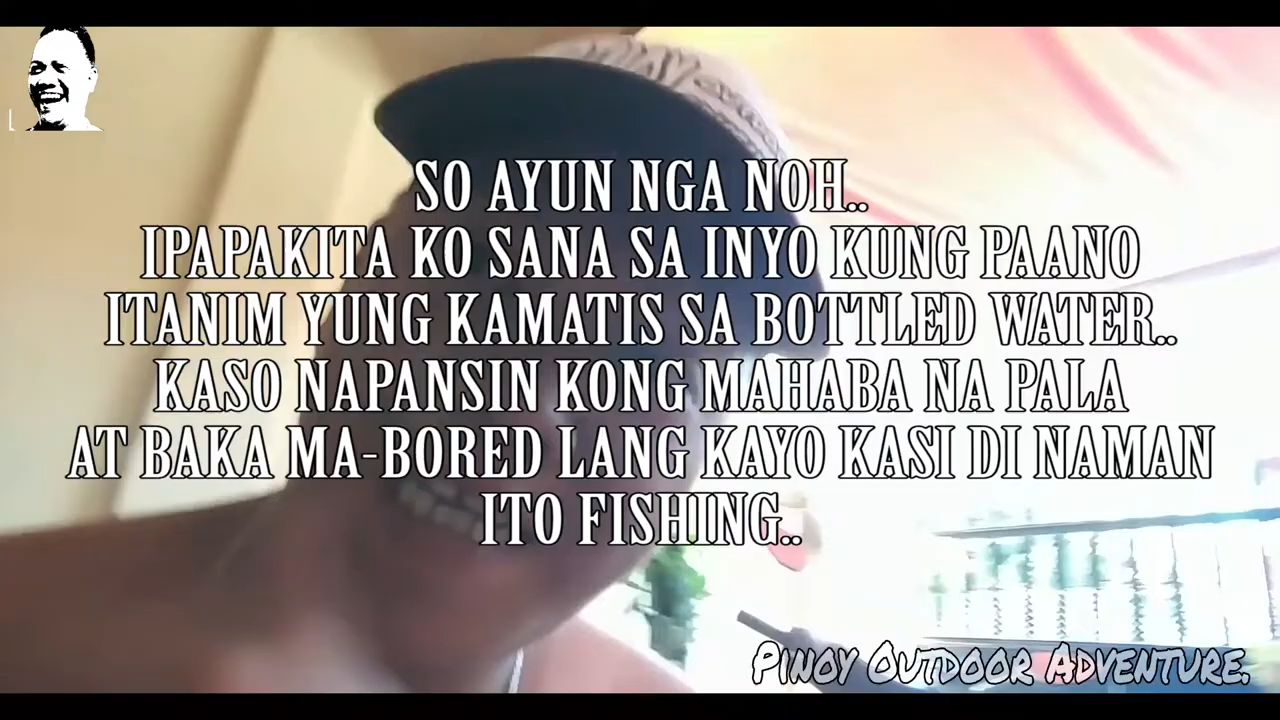 SO AYUN NGA NOH..
IPAPAKITA KO SANA SA INYO KUNG PAANO
ITANIM YUNG KAMATIS SA BOTTLED WATER..
KASO NAPANSIN KONG MAHABA NA PALA
AT BAKA MA-BORED LANG KAYO KASI DI NAMAN
ITO FISHING..
PINOY OUTDOOR ADVENTURE.